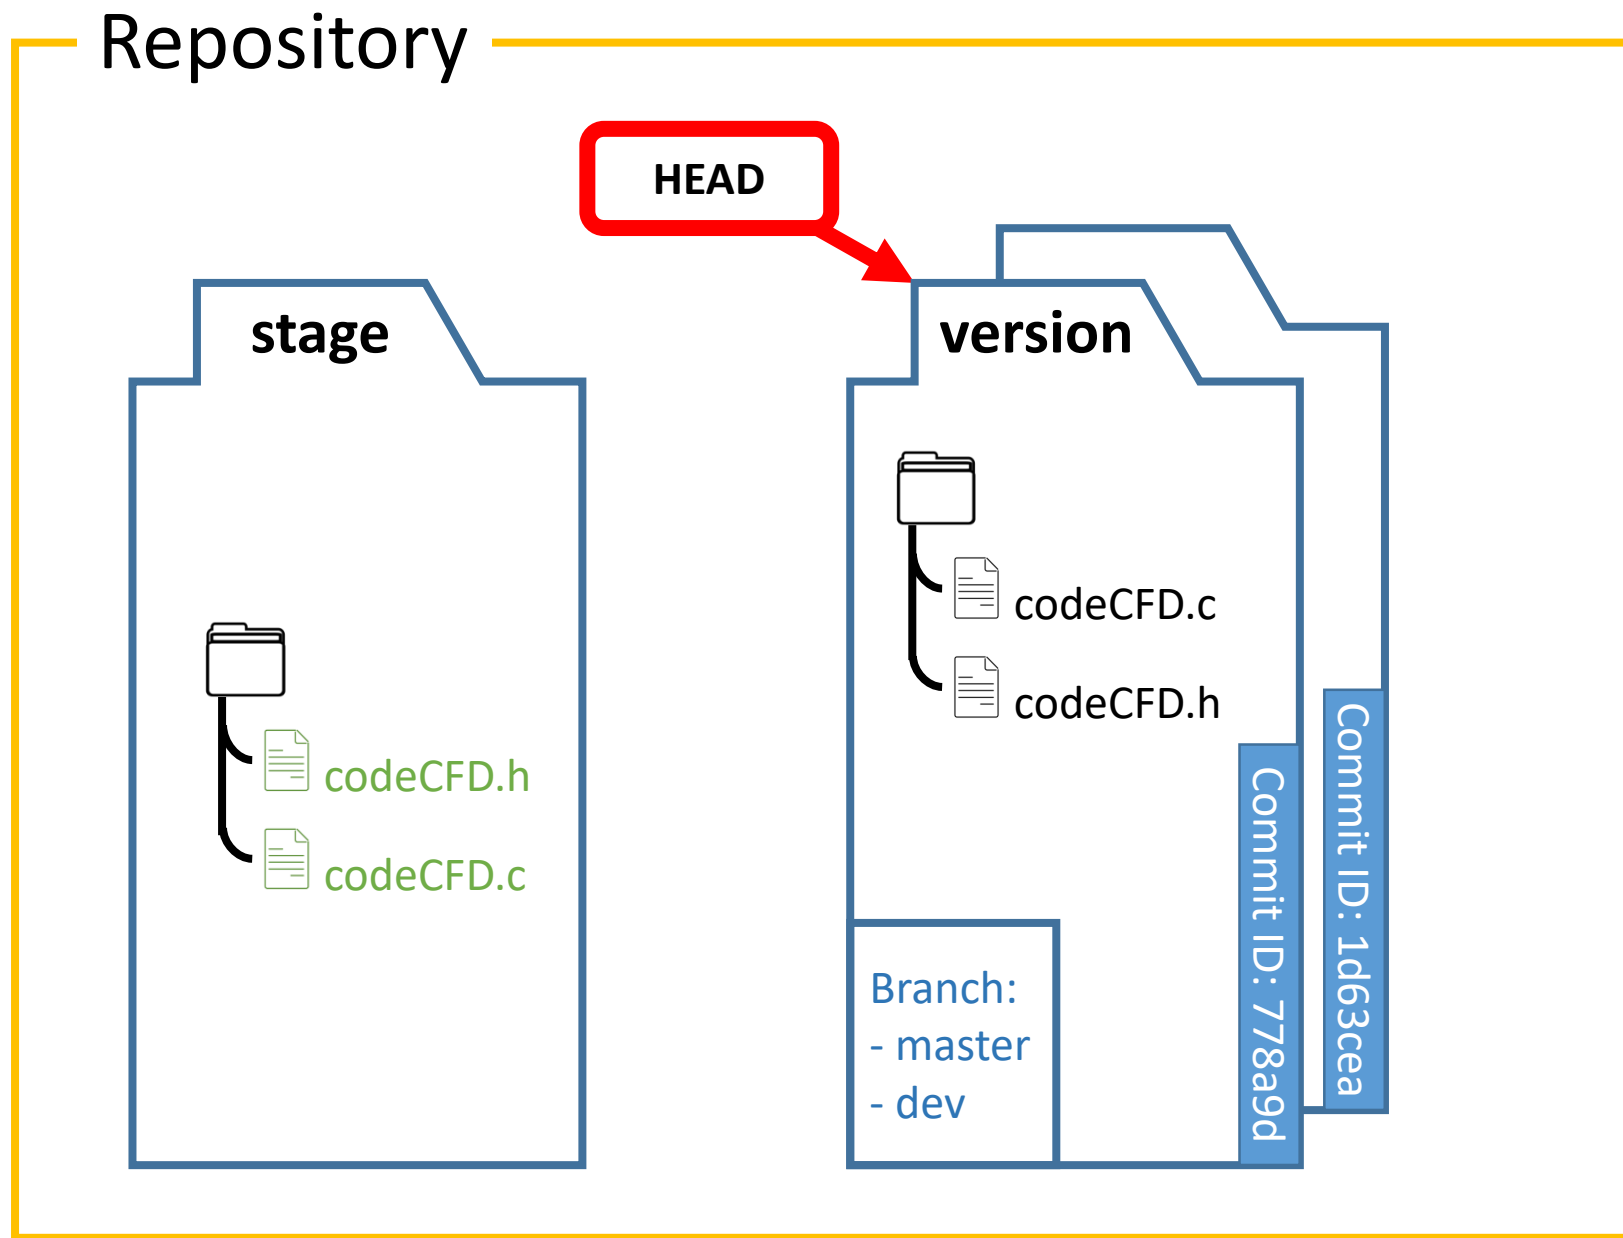 Repository
HEAD
stage
codeCFD.h
codeCFD.c
version
codeCFD.c
codeCFD.h
Branch:
- master
- dev
Commit ID: 778a9d
Commit ID: 1d63cea